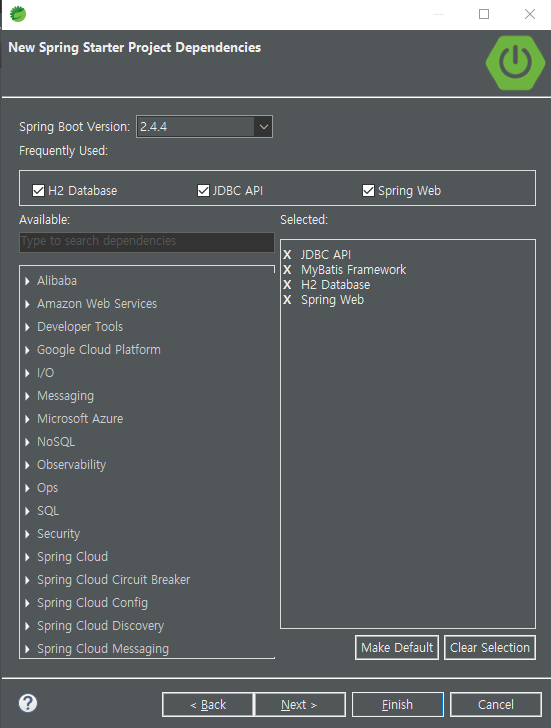 New Spring Starter Project Dependencies
Spring Boot Version: 2.4.4
Frequently Used:
H2 Database JDBC API Spring Web
Available: Selected:
Type to search dependencies
Alibaba
Amazon Web Services
Developer Tools
Google Cloud Platform
I/O
Messaging
Microsoft Azure
NoSQL
Observability
Ops
SQL
Security
Spring Cloud
Spring Cloud Circuit Breaker
Spring Cloud Config
Spring Cloud Discovery
Spring Cloud Messaging
X JDBC API
X MyBatis Framework
X H2 Database
X Spring Web
Make Default Clear Selection
? < Back Next > Finish Cancel